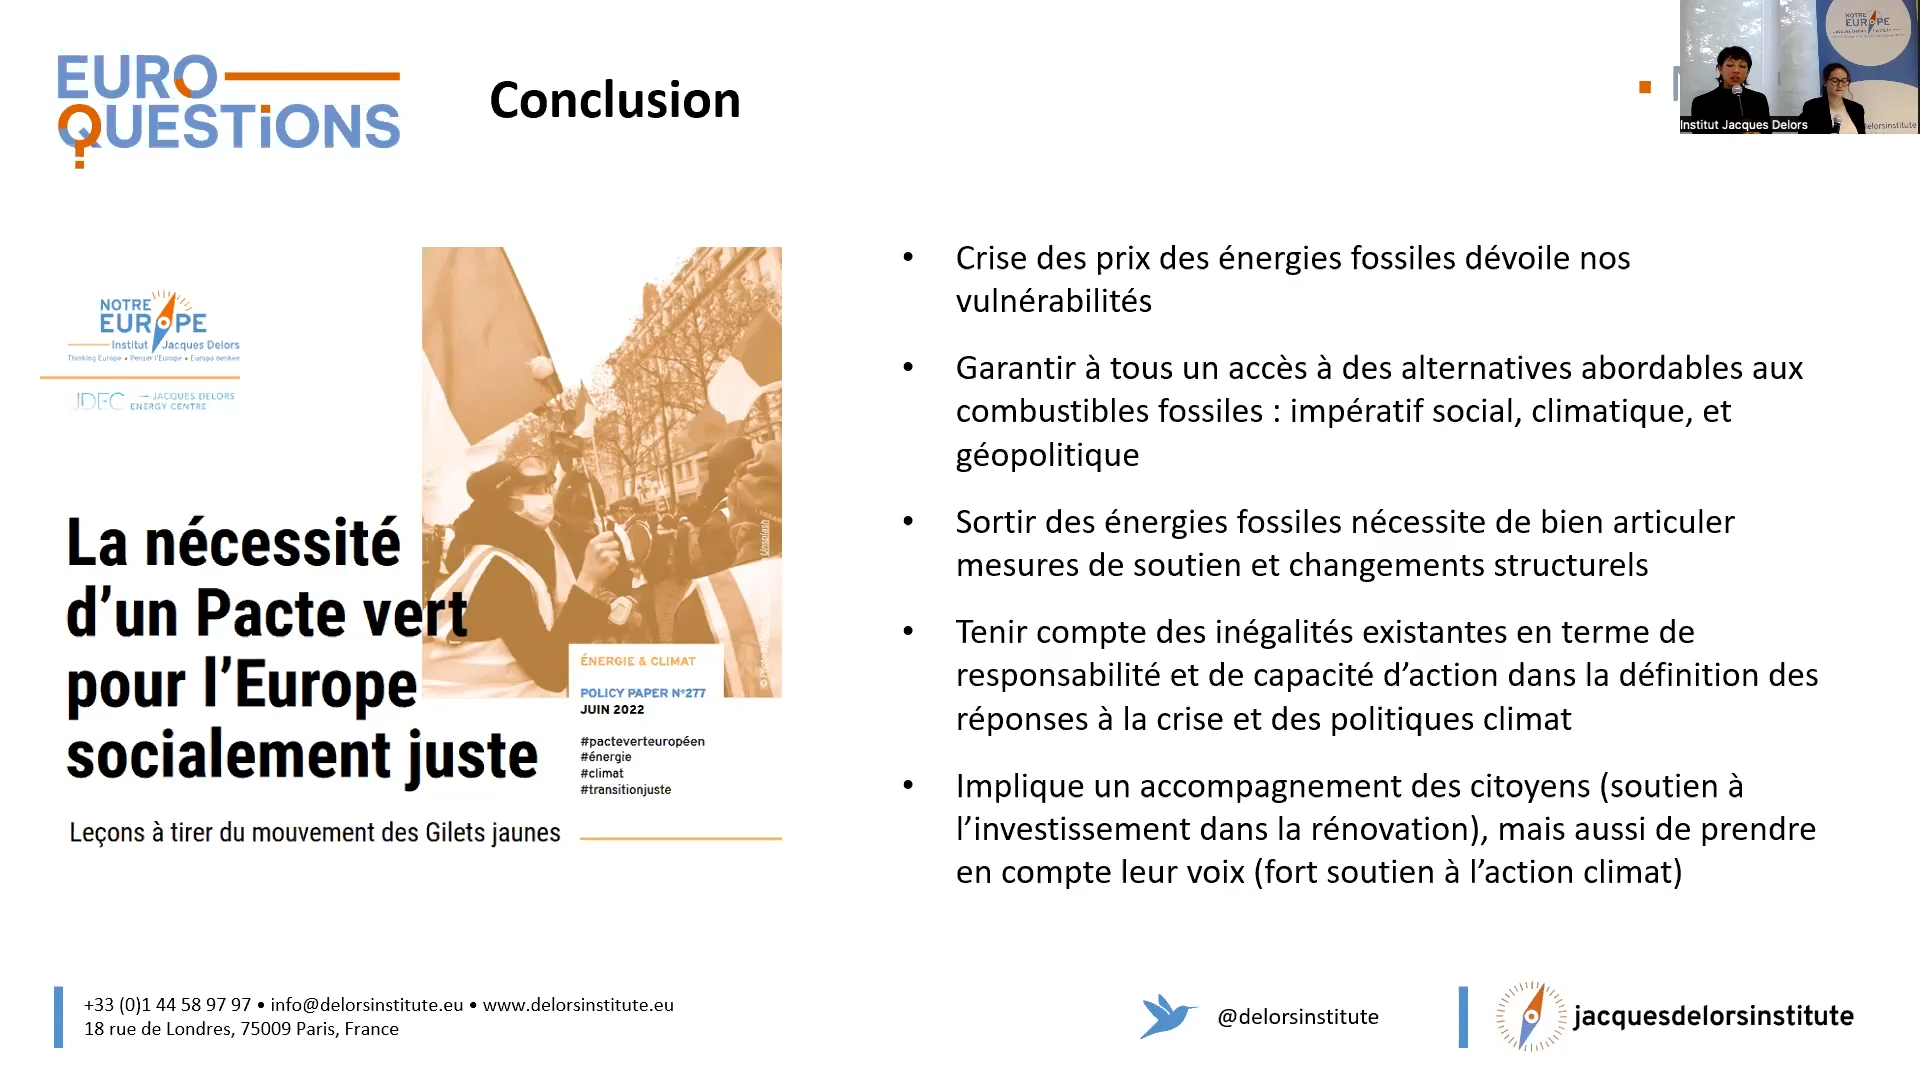 EURO
QUESTiONS
?
Conclusion
NOTRE
EUROPE
Institut Jacques Delors
Thinking Europe • Penser l'Europe • Europa denken
JDEC — JACQUES DELORS
ENERGY CENTRE
La nécessité
d’un Pacte vert
pour l’Europe
socialement juste
Leçons à tirer du mouvement des Gilets jaunes
Unsplash
ÉNERGIE & CLIMAT
POLICY PAPER N°277
JUIN 2022
#pacteverteuropéen
#énergie
#climat
#transitionjuste
• Crise des prix des énergies fossiles dévoile nos
vulnérabilités
• Garantir à tous un accès à des alternatives abordables aux
combustibles fossiles : impératif social, climatique, et
géopolitique
• Sortir des énergies fossiles nécessite de bien articuler
mesures de soutien et changements structurels
• Tenir compte des inégalités existantes en terme de
responsabilité et de capacité d’action dans la définition des
réponses à la crise et des politiques climat
• Implique un accompagnement des citoyens (soutien à
l’investissement dans la rénovation), mais aussi de prendre
en compte leur voix (fort soutien à l’action climat)
NOTRE
EUROPE
Institut Jacques Delors
delorsinstitute
+33 (0)1 44 58 97 97 • info@delorsinstitute.eu • www.delorsinstitute.eu
18 rue de Londres, 75009 Paris, France
@delorsinstitute
jacquesdelorsinstitute